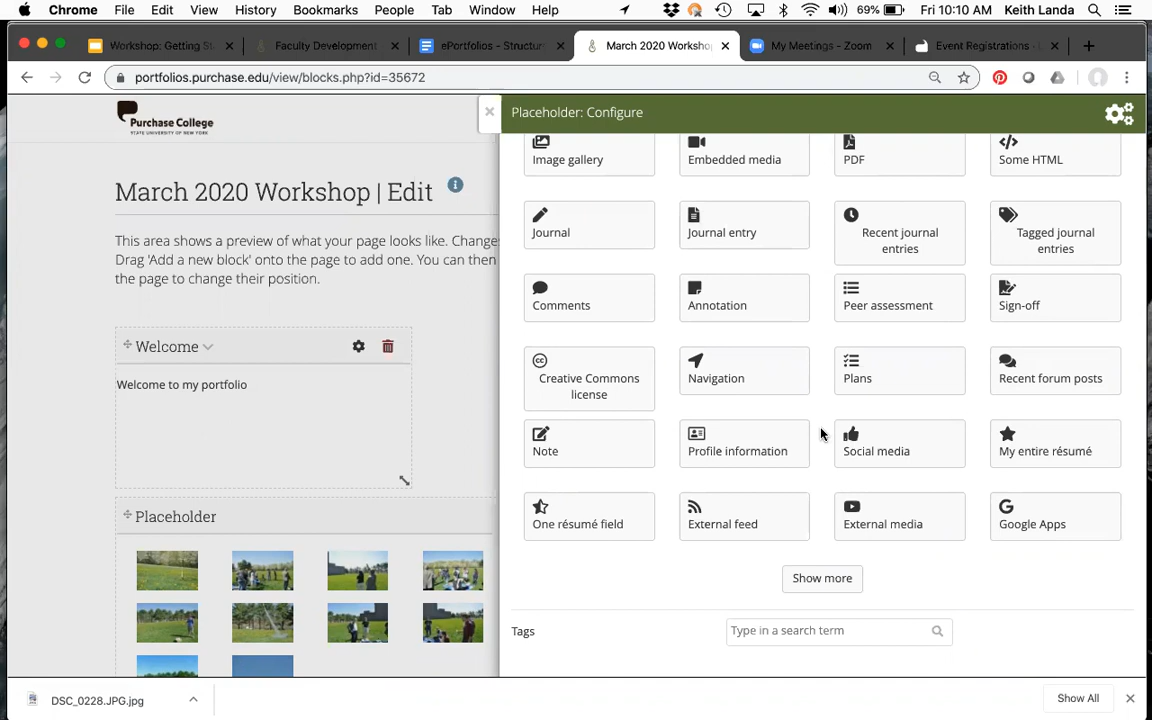 Chrome File Edit View History Bookmarks People Tab Window Help 69% Fri 10:10 AM Keith Landa
Workshop: Getting St
Faculty Development
ePortfolios - Structur
March 2020 Worksho
My Meetings - Zoom
Event Registrations -
portfolios.purchase.edu/view/blocks.php?id=35672
Purchase College
STATE UNIVERSITY OF NEW YORK
March 2020 Workshop | Edit
This area shows a preview of what your page looks like. Changes
Drag 'Add a new block' onto the page to add one. You can then
the page to change their position.
Welcome
Welcome to my portfolio
Placeholder
Placeholder: Configure
Image gallery
Embedded media
PDF
Some HTML
Journal
Journal entry
Recent journal
entries
Tagged journal
entries
Comments
Annotation
Peer assessment
Sign-off
Creative Commons
license
Navigation
Plans
Recent forum posts
Note
Profile information
Social media
My entire résumé
One résumé field
External feed
External media
Google Apps
Show more
Tags
Type in a search term
DSC_0228.JPG.jpg
Show All